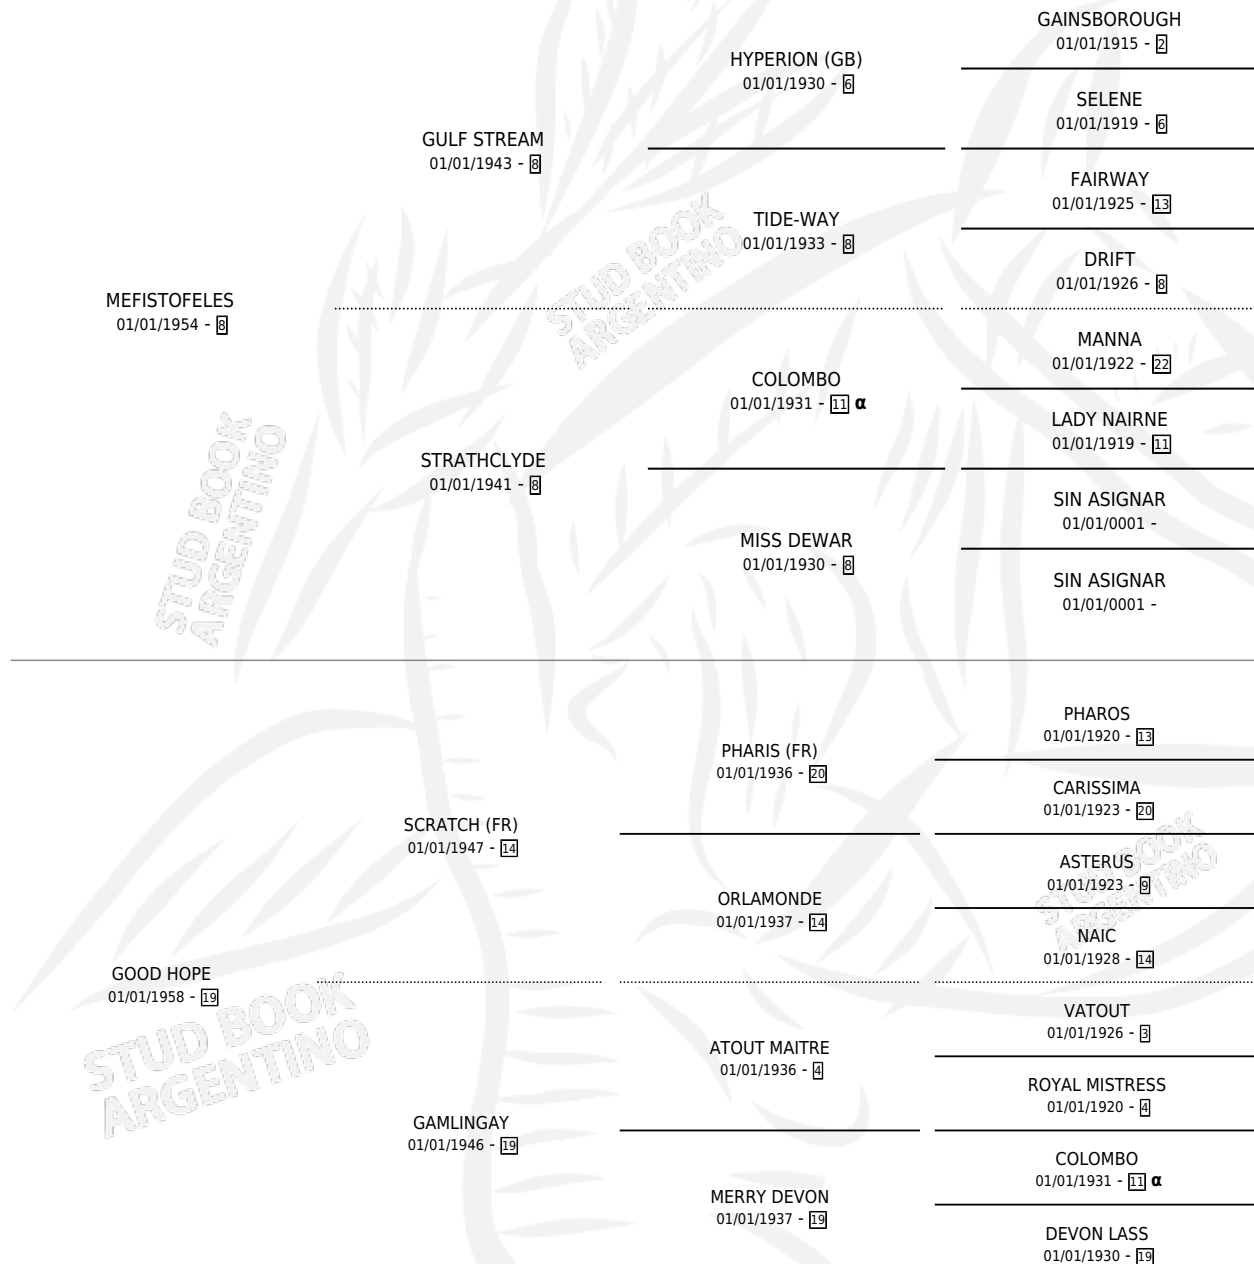 GAINSBOROUGH
01/01/1915 - 2
HYPERION (GB)
01/01/1930 - 6
SELENE
01/01/1919 - 6
GULF STREAM
01/01/1943 - 8
FAIRWAY
01/01/1925 - 13
TIDE-WAY
01/01/1933 - 8
DRIFT
01/01/1926 - 8
MEFISTOFELES
01/01/1954 - 8
MANNA
01/01/1922 - 22
COLOMBO
01/01/1931 - 11 α
LADY NAIRNE
01/01/1919 - 11
STRATHCLYDE
01/01/1941 - 8
SIN ASIGNAR
01/01/0001 -
MISS DEWAR
01/01/1930 - 8
SIN ASIGNAR
01/01/0001 -
PHAROS
01/01/1920 - 13
PHARIS (FR)
01/01/1936 - 20
CARISSIMA
01/01/1923 - 20
SCRATCH (FR)
01/01/1947 - 14
ASTERUS
01/01/1923 - 9
ORLAMONDE
01/01/1937 - 14
NAIC
01/01/1928 - 14
GOOD HOPE
01/01/1958 - 19
VATOUT
01/01/1926 - 3
ATOUT MAITRE
01/01/1936 - 4
ROYAL MISTRESS
01/01/1920 - 4
GAMLINGAY
01/01/1946 - 19
COLOMBO
01/01/1931 - 11 α
MERRY DEVON
01/01/1937 - 19
DEVON LASS
01/01/1930 - 19
STUD BOOK
ARGENTINO
STUD BOOK
ARGENTINO
STUD BOOK
ARGENTINO
STUD BOOK
ARGENTINO